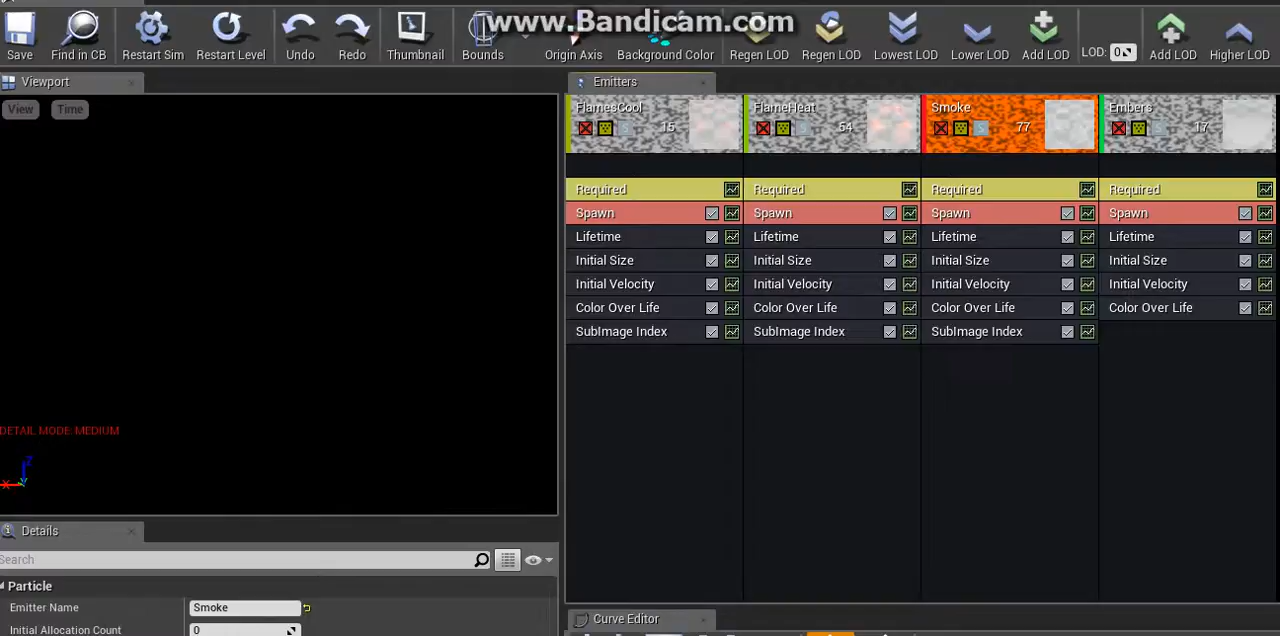 www.Bandicam.com
Save Find in CB Restart Sim Restart Level Undo Redo Thumbnail Bounds Origin Axis Background Color Regen LOD Regen LOD Lowest LOD Lower LOD Add LOD LOD: 0 Add LOD Higher LOD
Viewport
View Time
DETAIL MODE: MEDIUM
Z
X
Details
Search
Particle
Emitter Name Smoke
Initial Allocation Count 0
Emitters
FlamesCool FlameHeat Smoke Embers
S 15 S 54 S 77 S 17
Required Required Required Required
Spawn Spawn Spawn Spawn
Lifetime Lifetime Lifetime Lifetime
Initial Size Initial Size Initial Size Initial Size
Initial Velocity Initial Velocity Initial Velocity Initial Velocity
Color Over Life Color Over Life Color Over Life Color Over Life
SubImage Index SubImage Index SubImage Index
Curve Editor